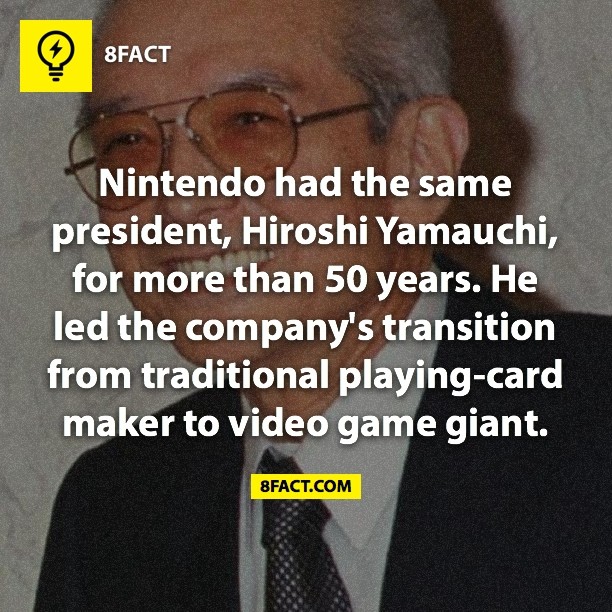 8FACT
Nintendo had the same
president, Hiroshi Yamauchi,
for more than 50 years. He
led the company's transition
from traditional playing-card
maker to video game giant.
8FACT.COM